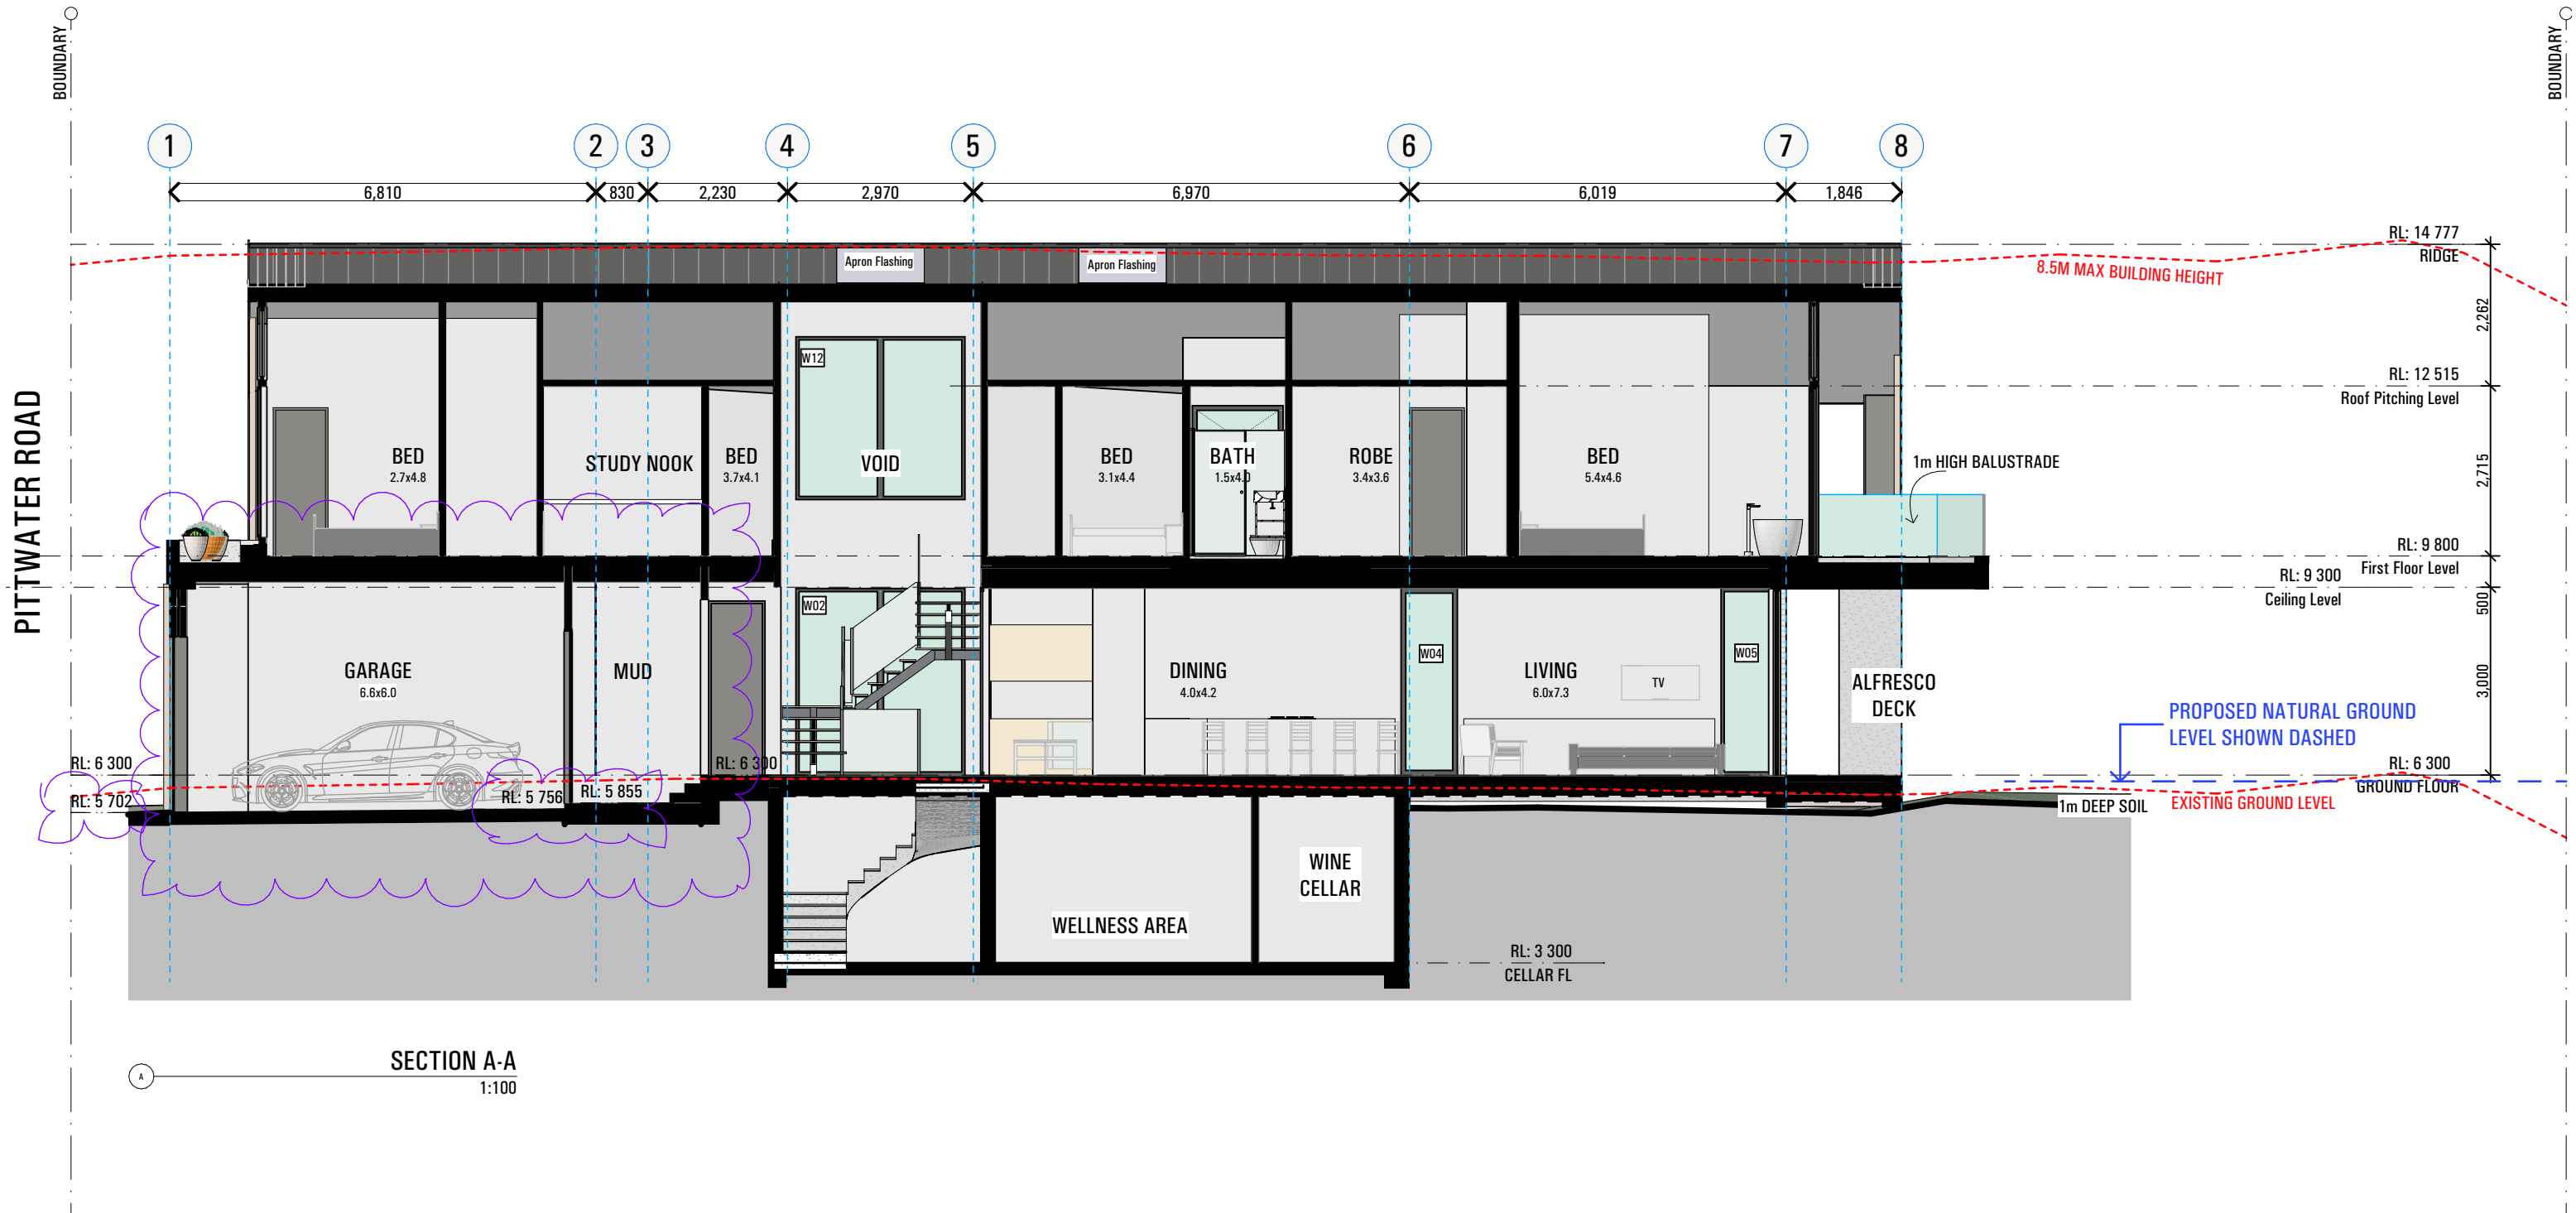 BOUNDARY
BOUNDARY
1
2
3
4
5
6
7
8
6,810
830
2,230
2,970
6,970
6,019
1,846
RL: 14 777
RIDGE
Apron Flashing
Apron Flashing
8.5M MAX BUILDING HEIGHT
2,262
W12
RL: 12 515
Roof Pitching Level
PITTWATER ROAD
BED
2.7x4.8
STUDY NOOK
BED
3.7x4.1
VOID
BED
3.1x4.4
BATH
1.5x4.0
ROBE
3.4x3.6
BED
5.4x4.6
1m HIGH BALUSTRADE
2,715
RL: 9 800
First Floor Level
RL: 9 300
Ceiling Level
500
W02
GARAGE
6.6x6.0
MUD
DINING
4.0x4.2
W04
LIVING
6.0x7.3
TV
W05
ALFRESCO
DECK
3,000
PROPOSED NATURAL GROUND
LEVEL SHOWN DASHED
RL: 6 300
RL: 6 300
RL: 6 300
GROUND FLOOR
RL: 5 702
RL: 5 756
RL: 5 855
1m DEEP SOIL
EXISTING GROUND LEVEL
WINE
CELLAR
WELLNESS AREA
RL: 3 300
CELLAR FL
A
SECTION A-A
1:100